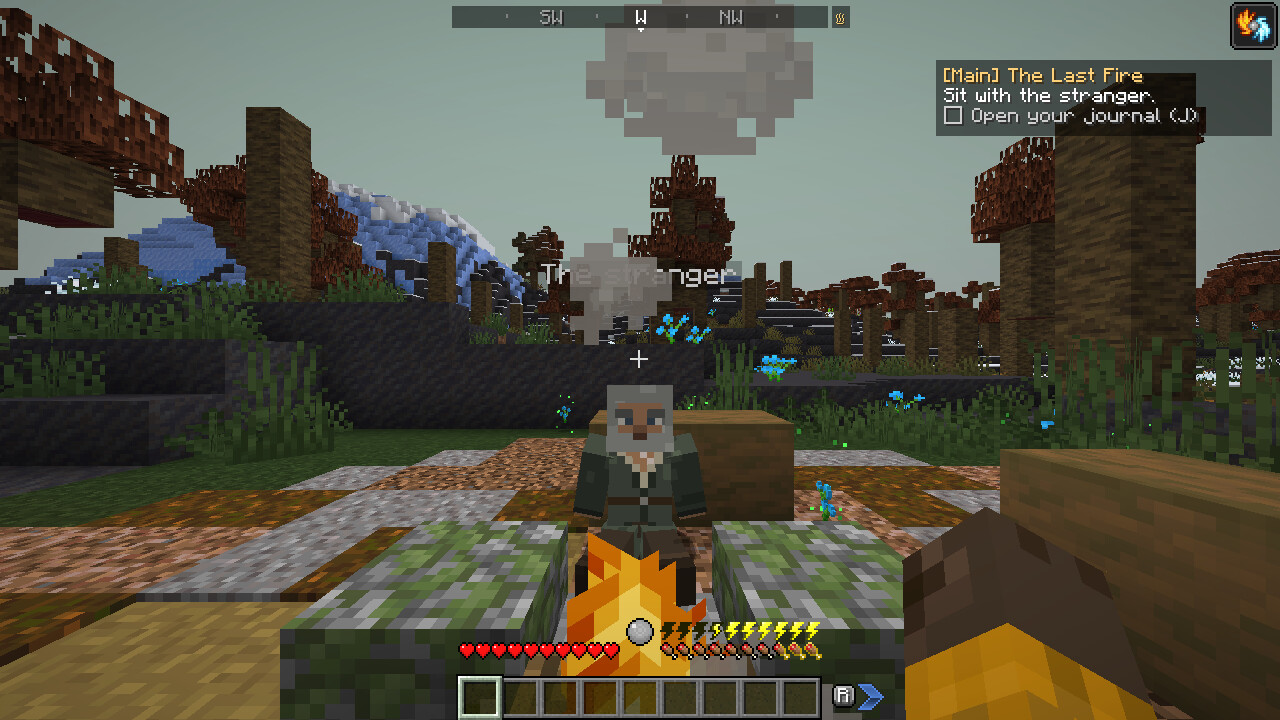 SW W NW
[Main] The Last Fire
Sit with the stranger.
Open your journal (J)
The stranger
R